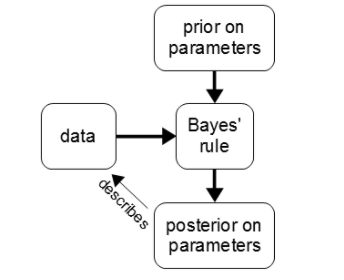 prior on
parameters
data
Bayes'
rule
describes
posterior on
parameters